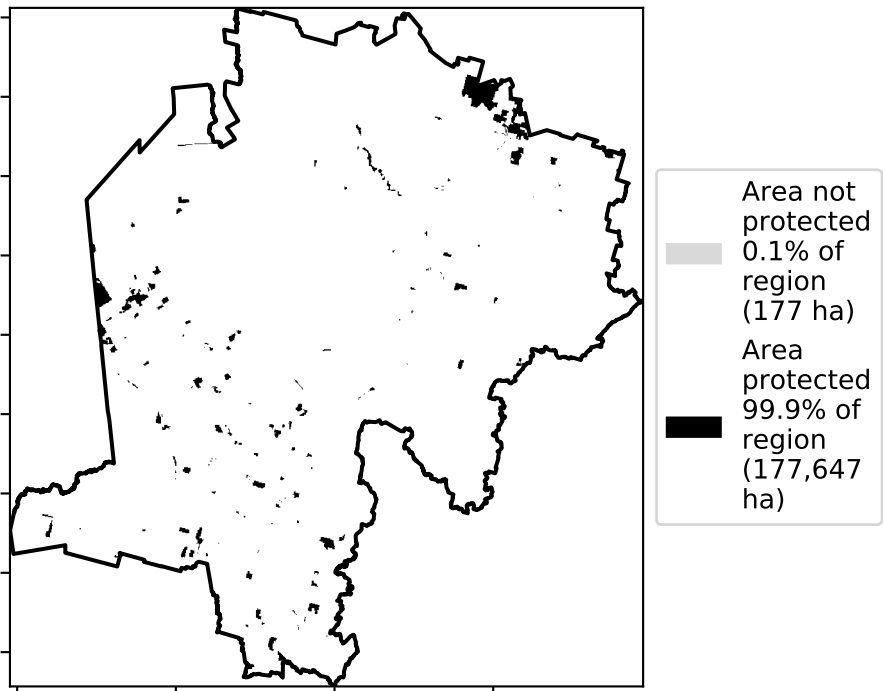 Area not
protected
0.1% of
region
(177 ha)
Area
protected
99.9% of
region
(177,647
ha)